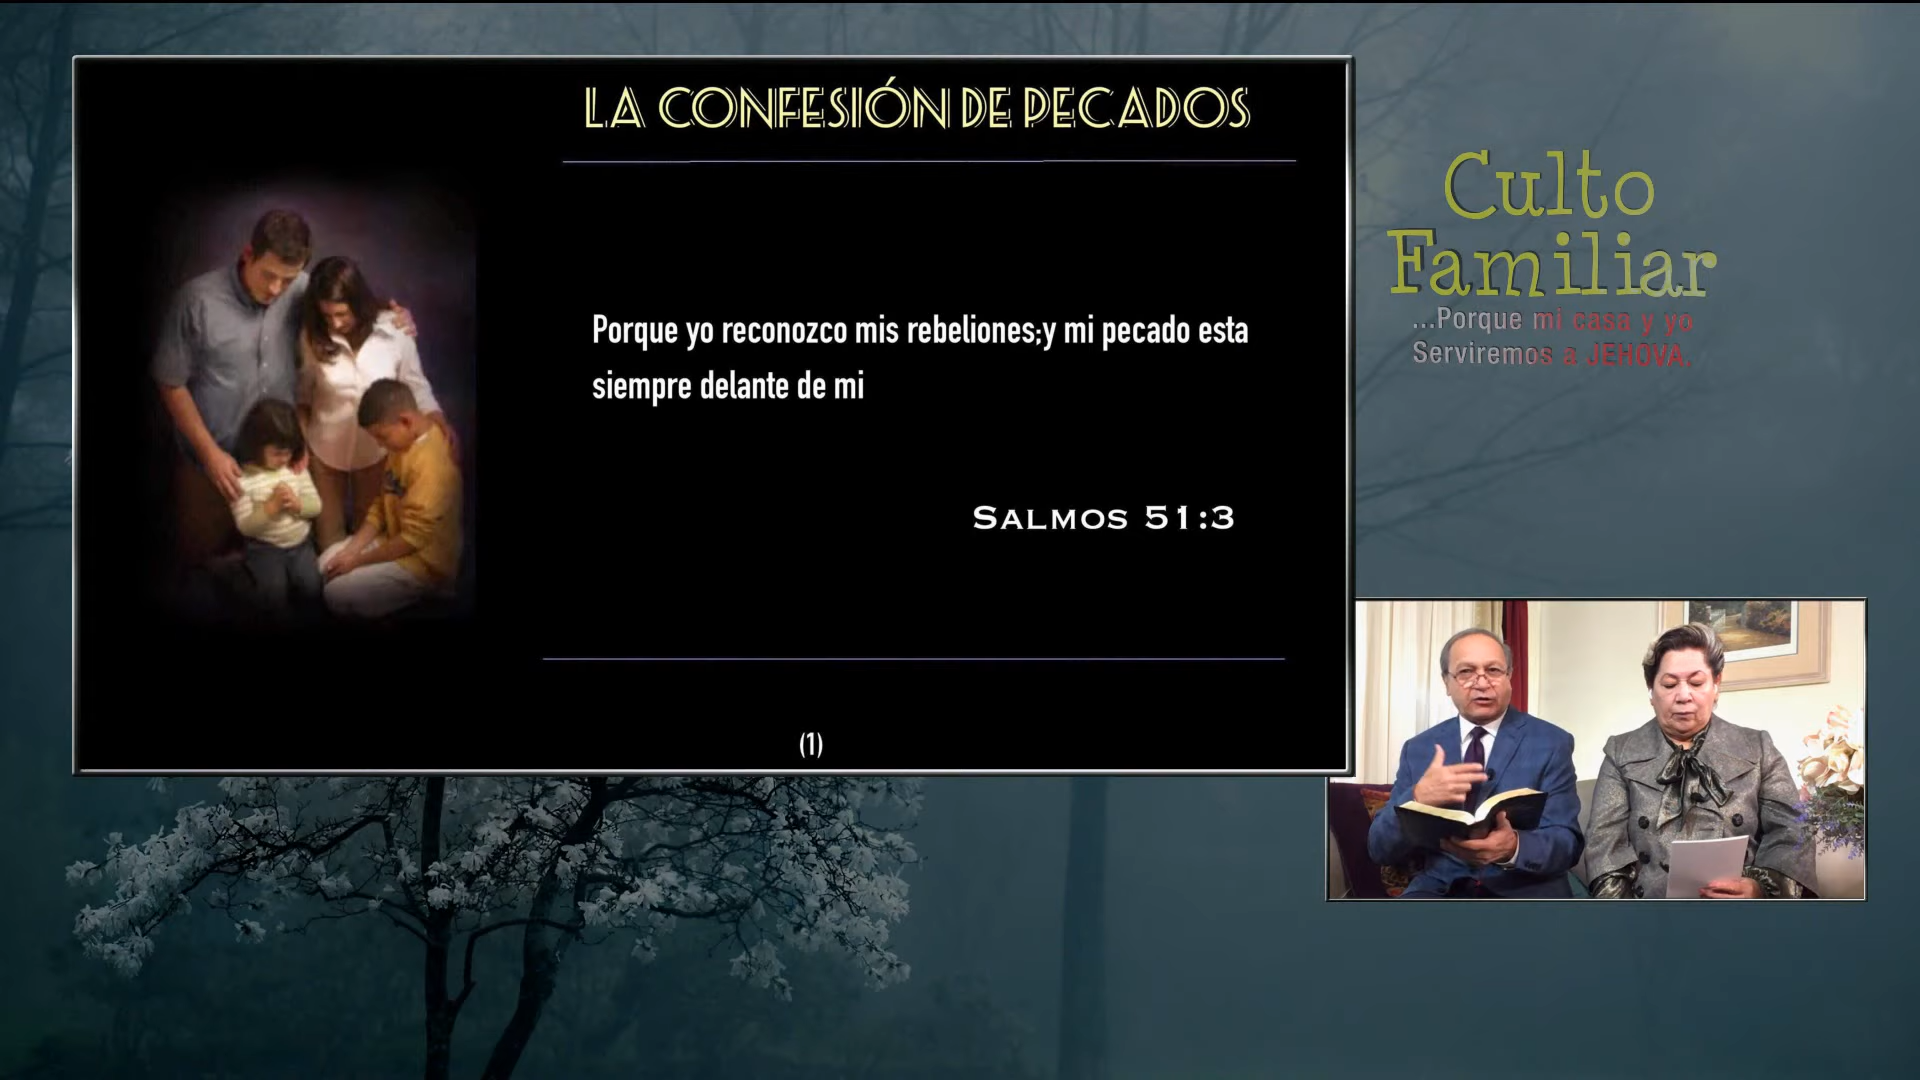 LA CONFESIÓN DE PECADOS
Porque yo reconozco mis rebeliones;y mi pecado esta
siempre delante de mi
SALMOS 51:3
(1)
Culto
Familiar
...Porque mi casa y yo
Serviremos a JEHOVA.